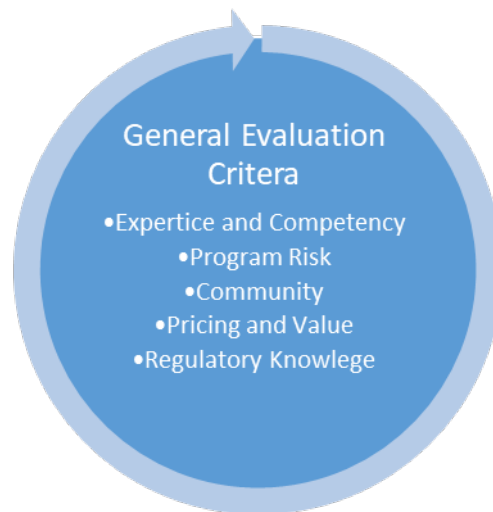 General Evaluation
Critera
•Expertice and Competency
•Program Risk
•Community
•Pricing and Value
•Regulatory Knowlege